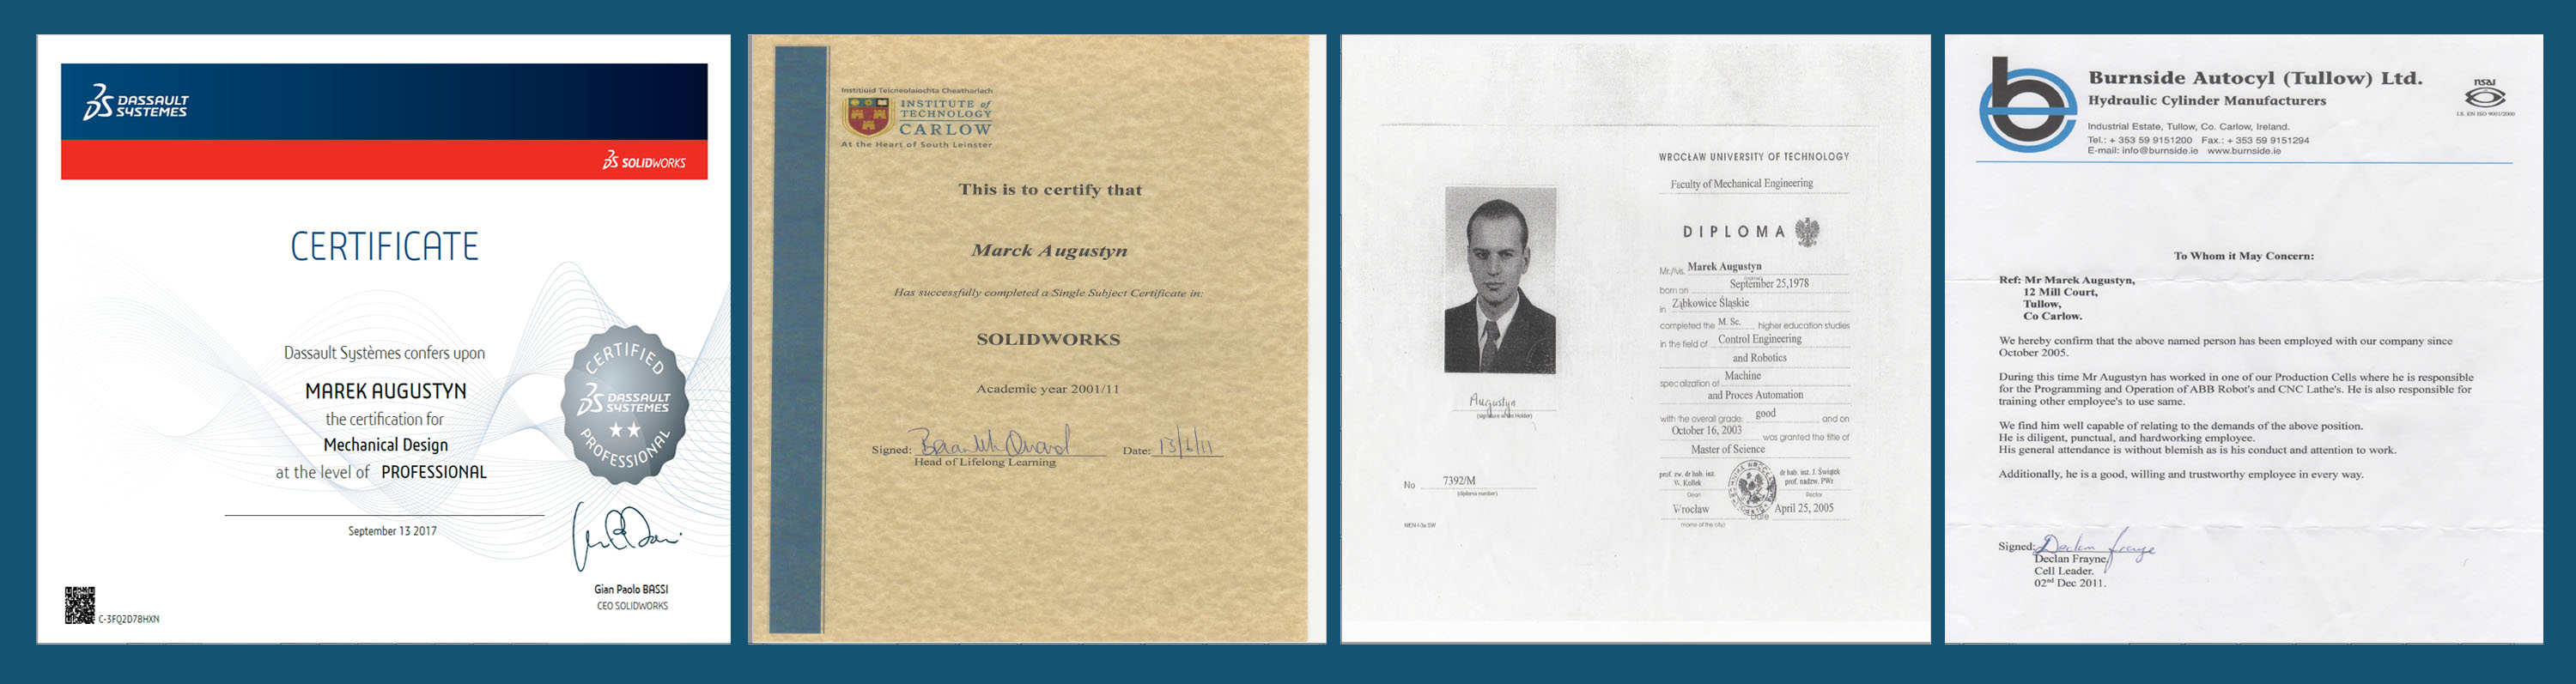 DASSAULT
SYSTEMES
SOLIDWORKS
CERTIFICATE
Dassault Systèmes confers upon
MAREK AUGUSTYN
the certification for
Mechanical Design
at the level of PROFESSIONAL
CERTIFIED
DASSAULT
SYSTEMES
PROFESSIONAL
September 13 2017
Gian Paolo BASSI
CEO SOLIDWORKS
C-3FQ2D78HXN
Institiúid Teicneolaíochta Cheatharlach
INSTITUTE of
TECHNOLOGY
CARLOW
At the Heart of South Leinster
This is to certify that
Marck Augustyn
Has successfully completed a Single Subject Certificate in:
SOLIDWORKS
Academic year 2001/11
Signed:
Date: 13/6/11
Head of Lifelong Learning
WROCŁAW UNIVERSITY OF TECHNOLOGY
Faculty of Mechanical Engineering
DIPLOMA
Mr./Ms. Marek Augustyn
(name)
born on September 25,1978
in Ząbkowice Śląskie
completed the M. Sc. higher education studies
in the field of Control Engineering
and Robotics
specialization of Machine
and Proces Automation
with the overall grade: good and on
October 16, 2003 was granted the title of
Master of Science
prof. zw. dr hab. inż.
W. Kollek
Dean
dr hab. inż. J. Świątek
prof. nadzw. PWr
Rector
Wrocław
Date April 25, 2005
(name of the city)
Augustyn
(signature of the Holder)
No 7392/M
(diploma number)
Burnside Autocyl (Tullow) Ltd.
Hydraulic Cylinder Manufacturers
Industrial Estate, Tullow, Co. Carlow, Ireland.
Tel.: + 353 59 9151200 Fax.: + 353 59 9151294
E-mail: info@burnside.ie www.burnside.ie
nsai
I.S. EN ISO 9001/2000
To Whom it May Concern:
Ref: Mr Marek Augustyn,
12 Mill Court,
Tullow,
Co Carlow.
We hereby confirm that the above named person has been employed with our company since
October 2005.
During this time Mr Augustyn has worked in one of our Production Cells where he is responsible
for the Programming and Operation of ABB Robot's and CNC Lathe's. He is also responsible for
training other employee's to use same.
We find him well capable of relating to the demands of the above position.
He is diligent, punctual, and hardworking employee.
His general attendance is without blemish as is his conduct and attention to work.
Additionally, he is a good, willing and trustworthy employee in every way.
Signed: Declan Frayne
Declan Frayne,
Cell Leader.
02nd Dec 2011.